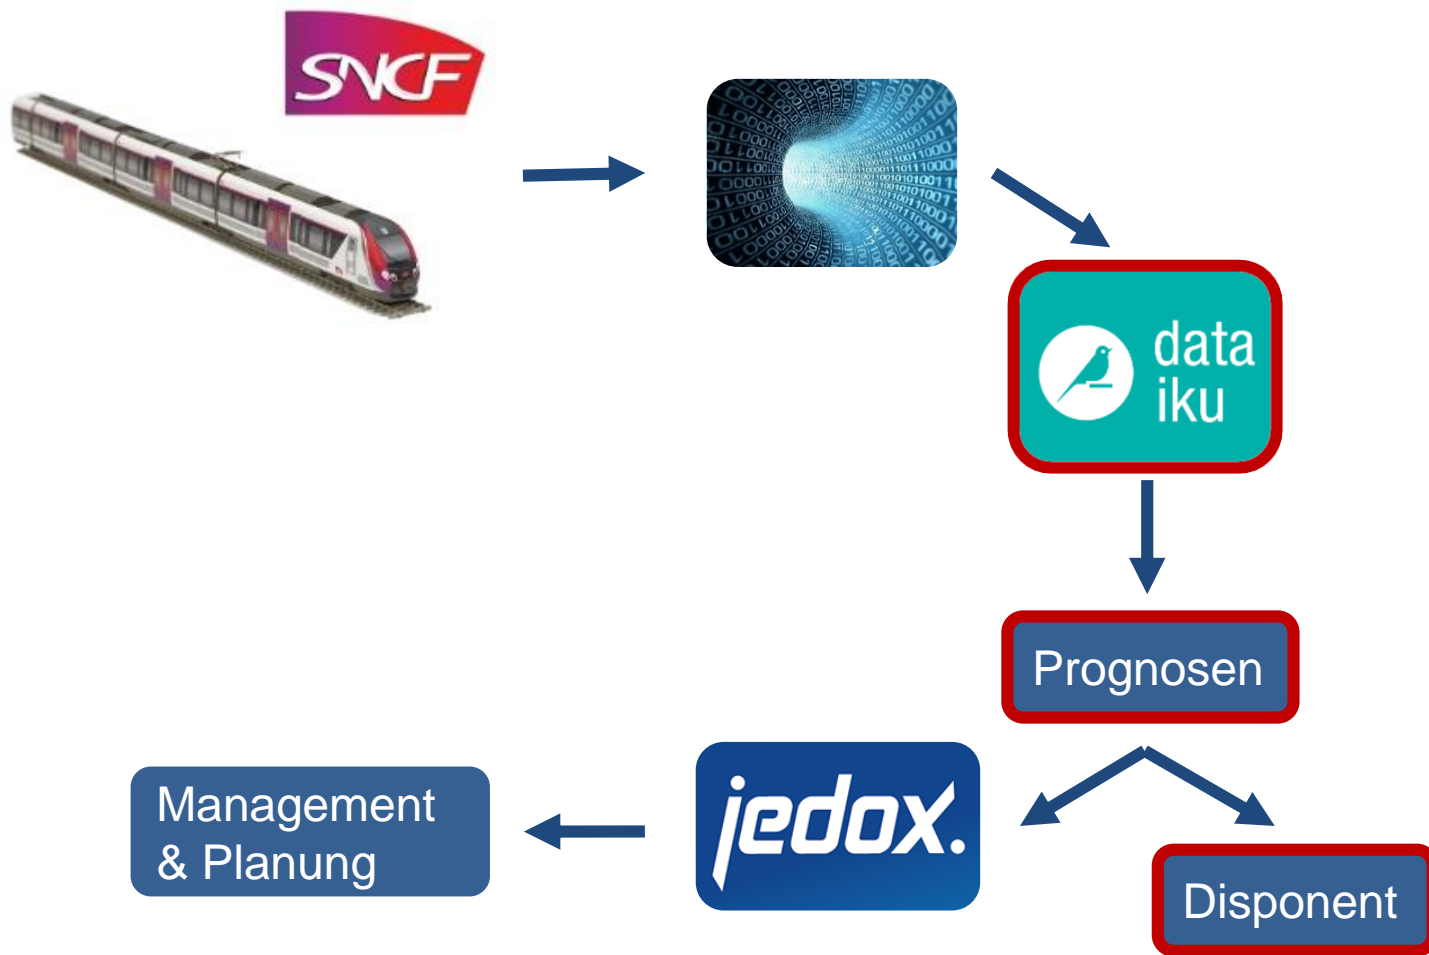 SNCF
data
iku
Prognosen
jedox.
Management
& Planung
Disponent